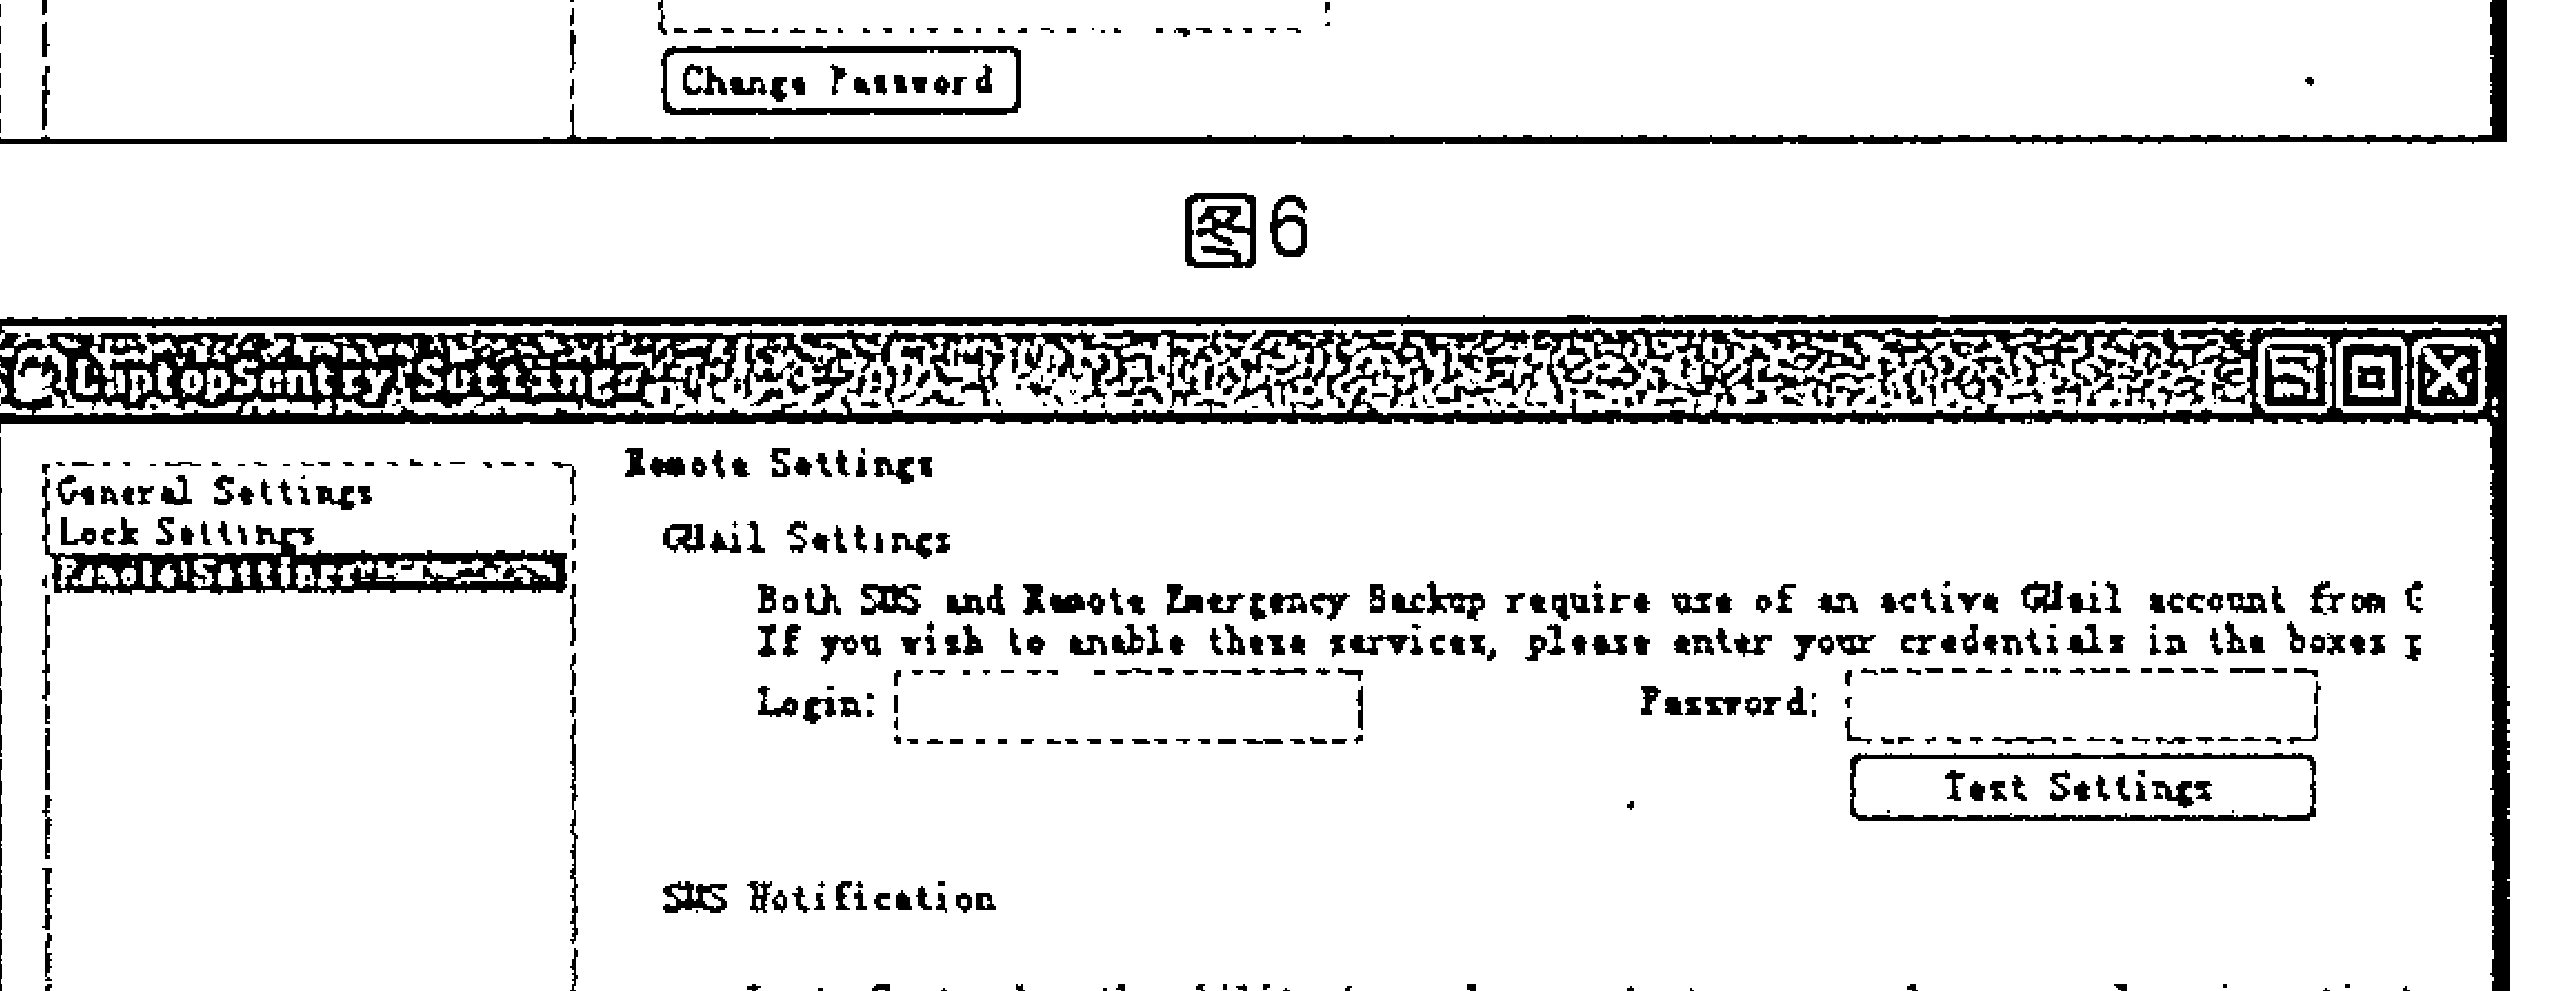 Change Password
图6
LaptopSentry Settings
Remote Settings
General Settings
Lock Settings
Remote Settings
GMail Settings
Both SMS and Remote Emergency Backup require use of an active GMail account from G
If you wish to enable these services, please enter your credentials in the boxes p
Login:
Password:
Test Settings
SMS Notification